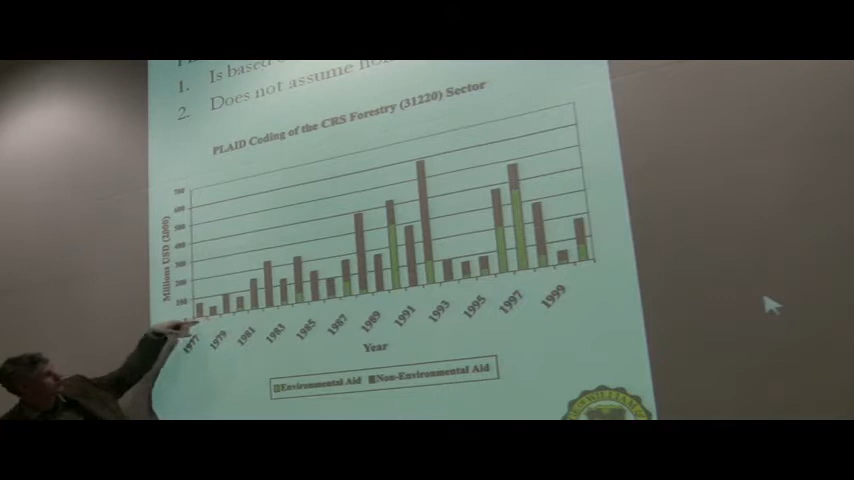 1. Is based
2. Does not assume
PLAID Coding of the CRS Forestry (31220) Sector
Millions USD (2000)
700
600
500
400
300
200
100
1977
1979
1981
1983
1985
1987
1989
1991
1993
1995
1997
1999
Year
Environmental Aid Non-Environmental Aid
WILLIAM